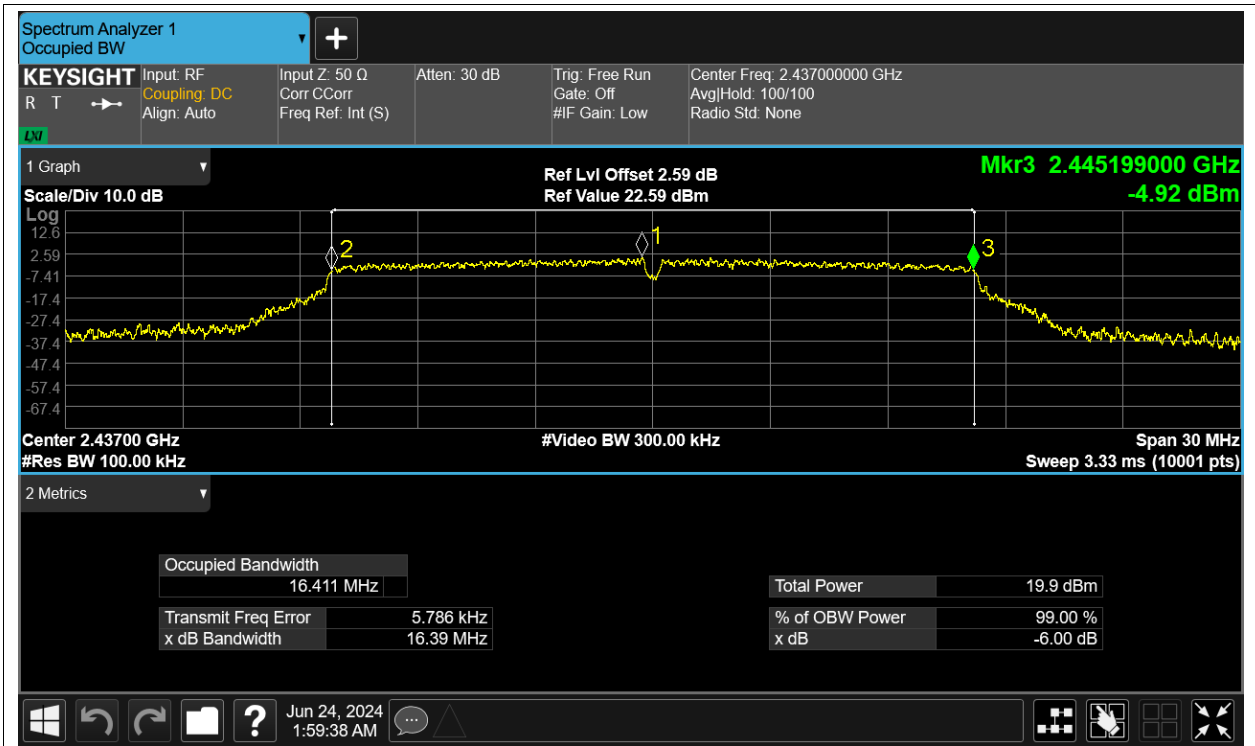 Spectrum Analyzer 1
Occupied BW
KEYSIGHT
R T
LXI
Input: RF
Coupling: DC
Align: Auto
Input Z: 50 Ω
Corr CCorr
Freq Ref: Int (S)
Atten: 30 dB
Trig: Free Run
Gate: Off
#IF Gain: Low
Center Freq: 2.437000000 GHz
Avg|Hold: 100/100
Radio Std: None
1 Graph
Scale/Div 10.0 dB
Ref Lvl Offset 2.59 dB
Ref Value 22.59 dBm
Mkr3 2.445199000 GHz
-4.92 dBm
Log
12.6
2.59
-7.41
-17.4
-27.4
-37.4
-47.4
-57.4
-67.4
2
1
3
Center 2.43700 GHz
#Res BW 100.00 kHz
#Video BW 300.00 kHz
Span 30 MHz
Sweep 3.33 ms (10001 pts)
2 Metrics
Occupied Bandwidth
16.411 MHz
Transmit Freq Error 5.786 kHz
x dB Bandwidth 16.39 MHz
Total Power 19.9 dBm
% of OBW Power 99.00 %
x dB -6.00 dB
?
Jun 24, 2024
1:59:38 AM